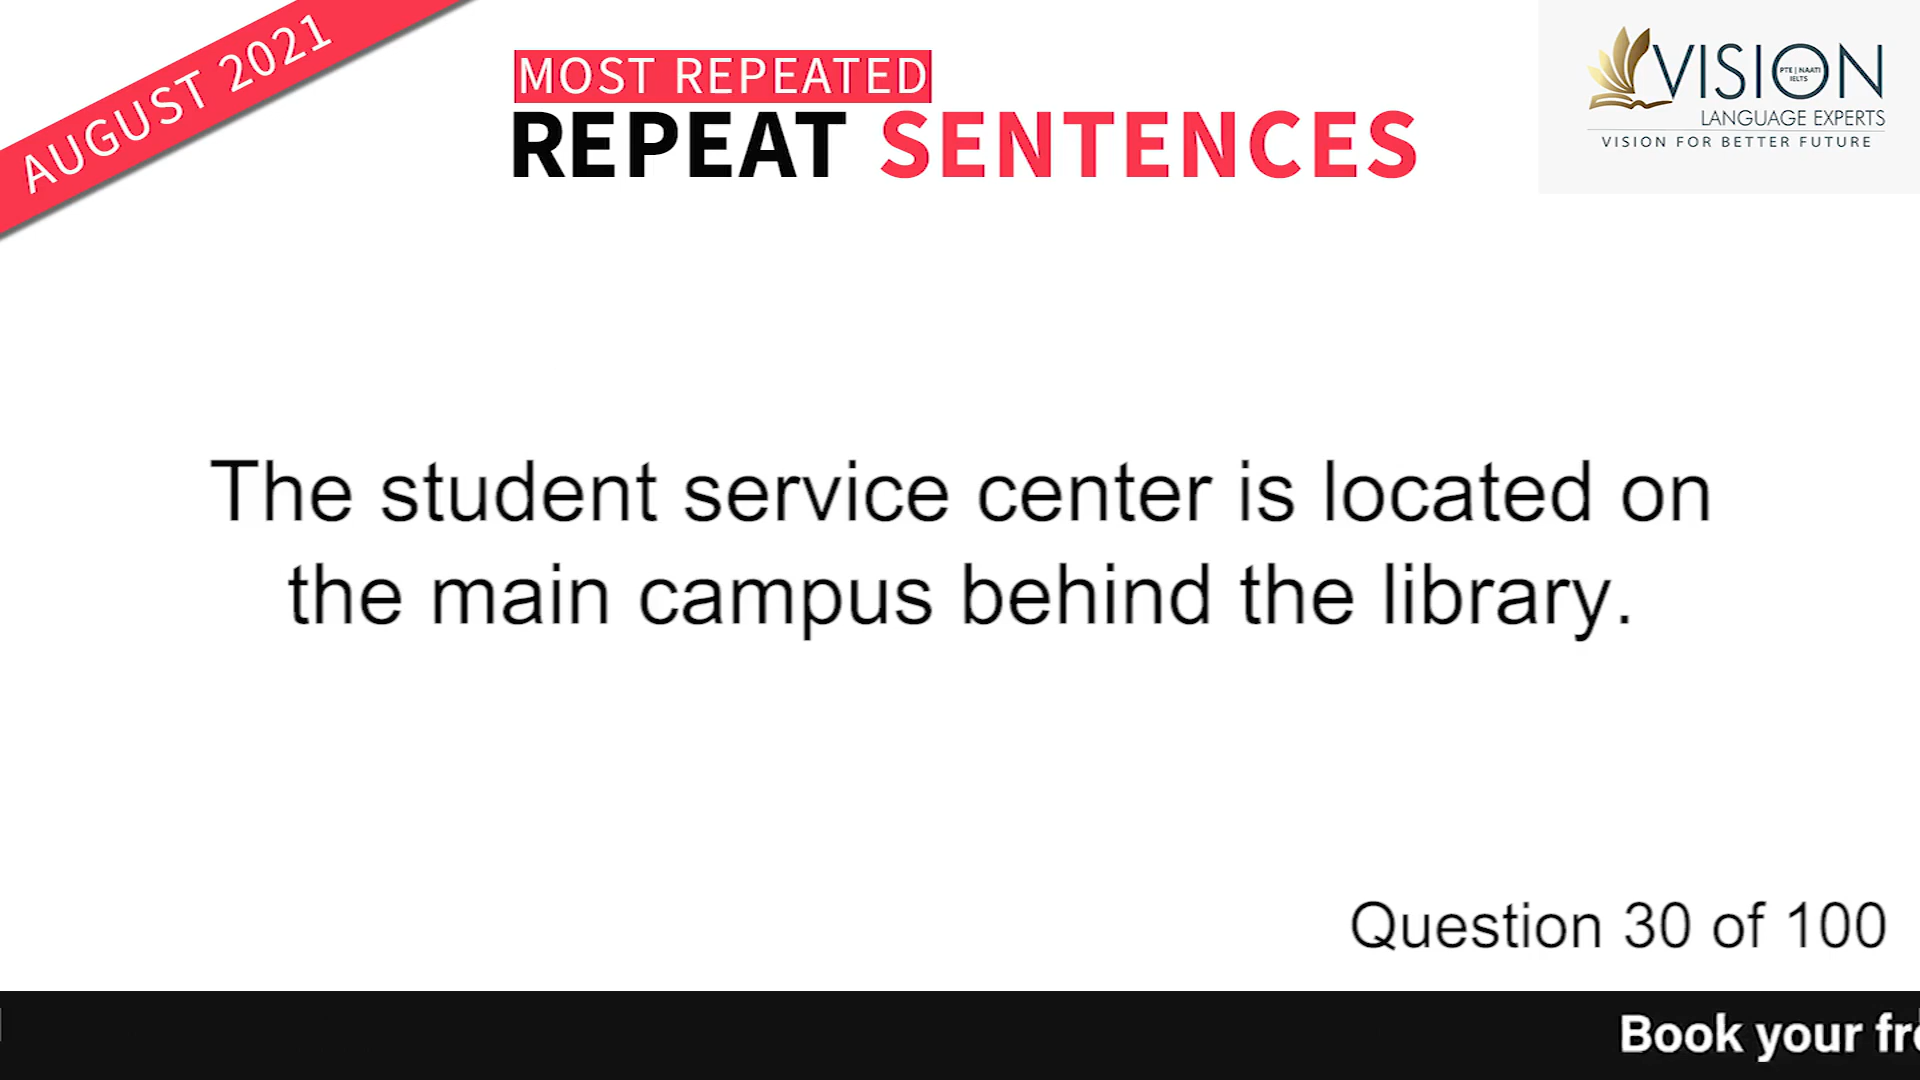 AUGUST 2021
MOST REPEATED
REPEAT SENTENCES
VISION
PTE | NAATI
IELTS
LANGUAGE EXPERTS
VISION FOR BETTER FUTURE
The student service center is located on
the main campus behind the library.
Question 30 of 100
Book your